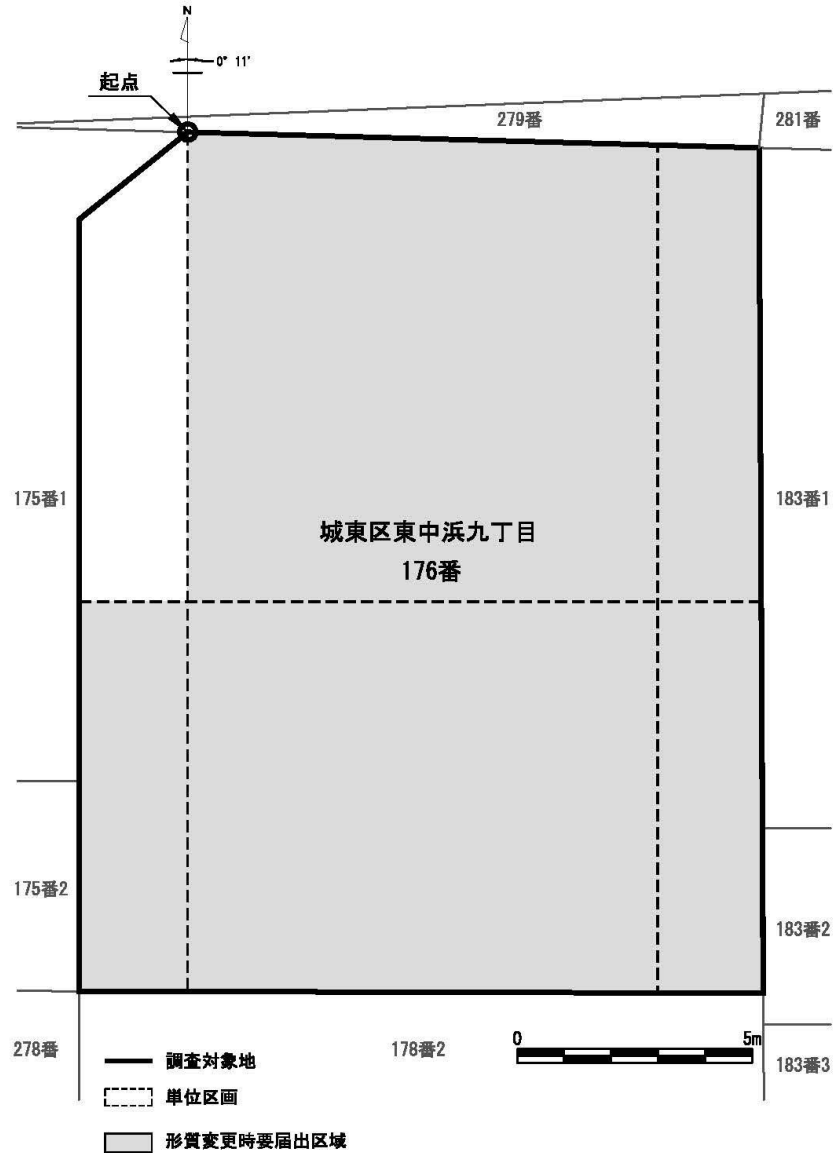 N
0° 11'
起点
279番
281番
175番1
183番1
城東区東中浜九丁目
176番
175番2
183番2
278番
178番2
183番3
0
5m
調査対象地
単位区画
形質変更時要届出区域